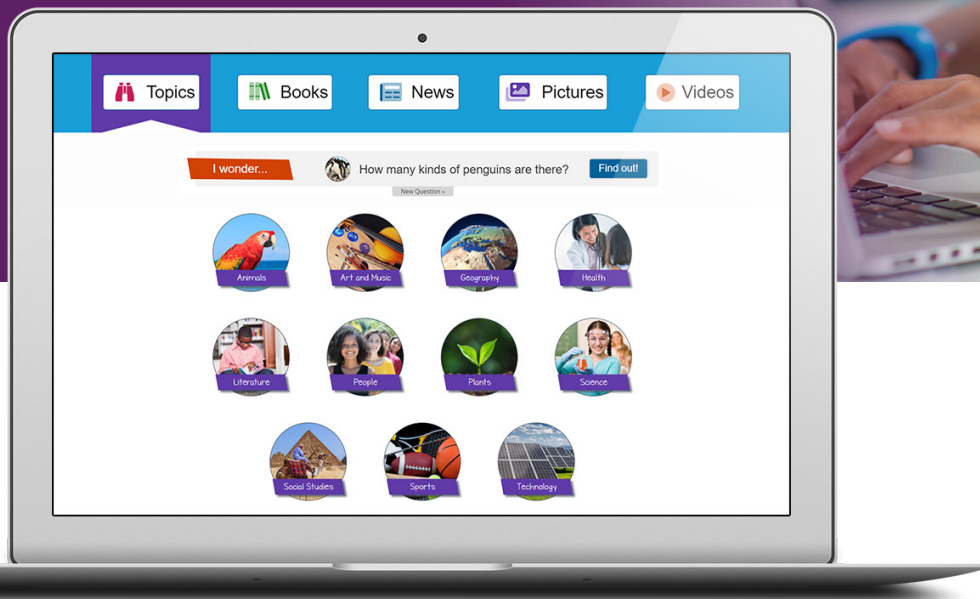 Topics
Books
News
Pictures
Videos
I wonder...
How many kinds of penguins are there?
Find out!
New Question »
Animals
Art and Music
Geography
Health
Literature
People
Plants
Science
Social Studies
Sports
Technology